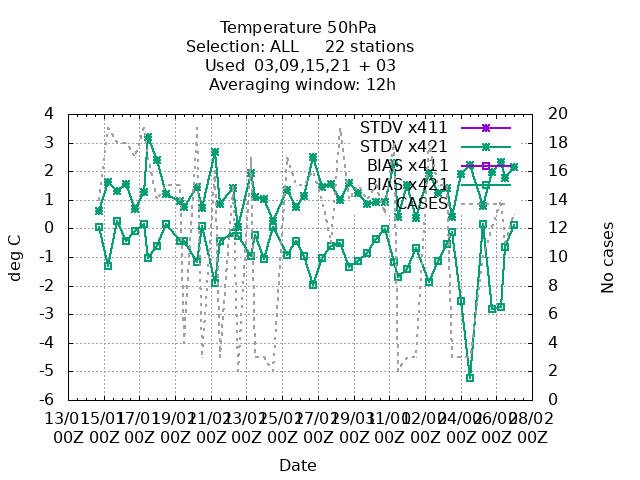 Temperature 50hPa
Selection: ALL 22 stations
Used 03,09,15,21 + 03
Averaging window: 12h
4 20
3 18
2 16
1 14
0 12
-1 10
-2 8
-3 6
-4 4
-5 2
-6 0
STDV x411
STDV x421
BIAS x411
BIAS x421
CASES
deg C
No cases
13/01 15/01 17/01 19/01 21/01 23/01 25/01 27/01 29/01 31/01 02/02 24/02 26/02 28/02
00Z 00Z 00Z 00Z 00Z 00Z 00Z 00Z 00Z 00Z 00Z 00Z 00Z 00Z
Date